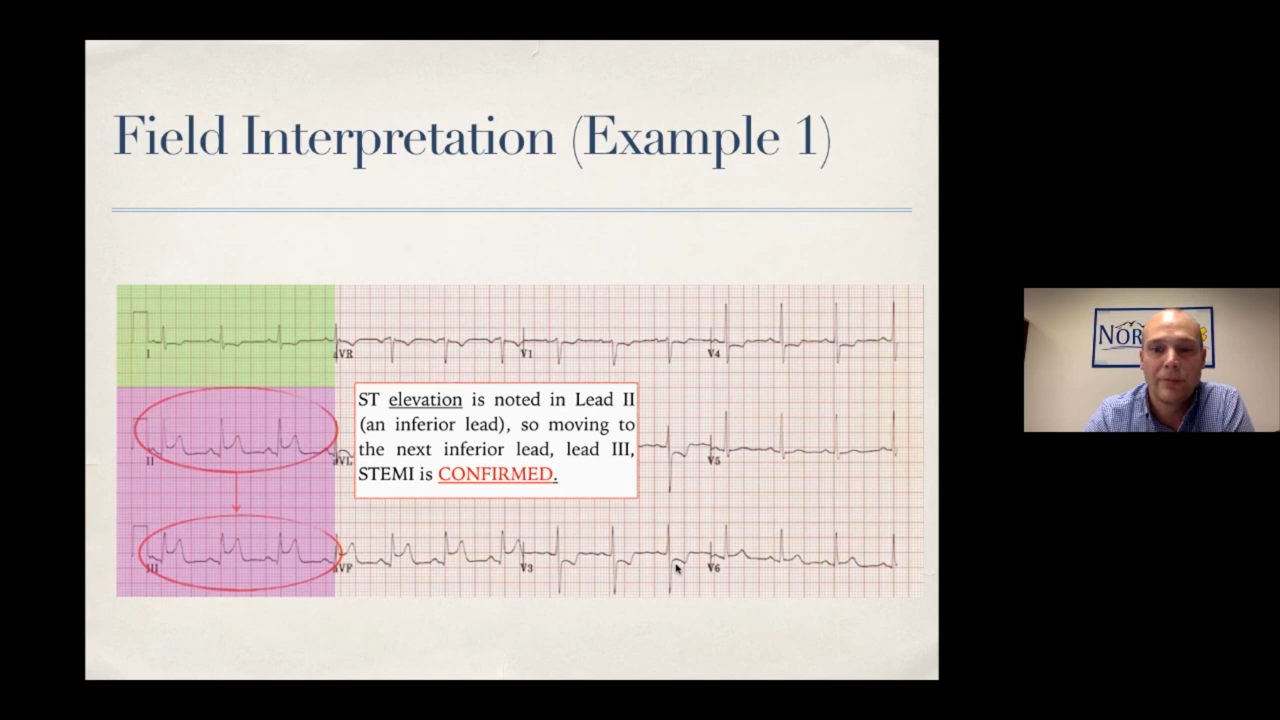 Field Interpretation (Example 1)
I
aVR
V1
V4
ST elevation is noted in Lead II
(an inferior lead), so moving to
the next inferior lead, lead III,
STEMI is CONFIRMED.
II
aVL
V5
III
aVF
V3
V6